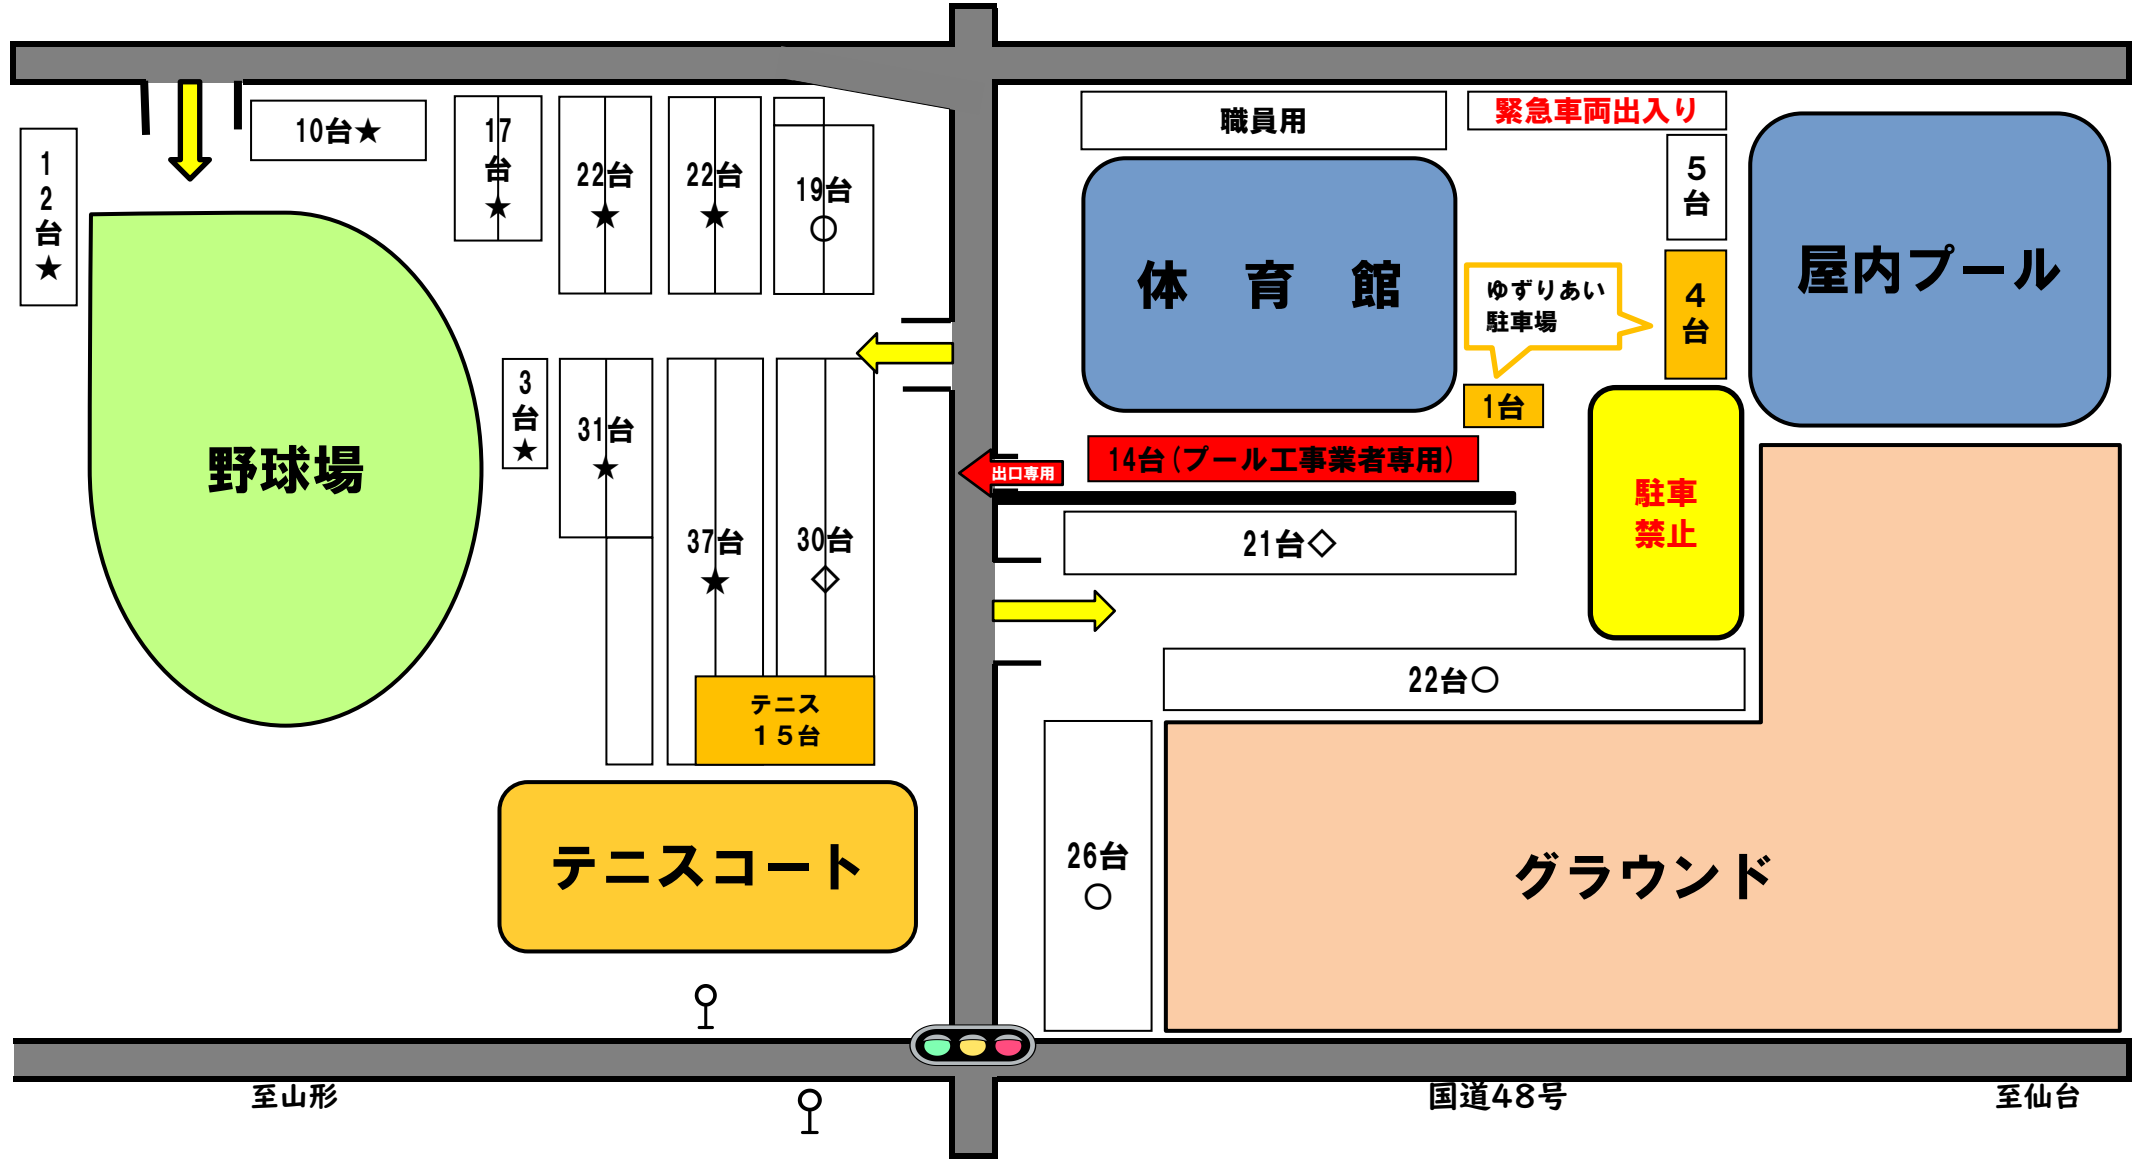 10台★
17
台
★
22台
★
22台
★
19台
○
1
2
台
★
職員用
緊急車両出入り
5
台
体　育　館
屋内プール
ゆずりあい
駐車場
4
台
1台
3
台
★
31台
★
野球場
出口専用
14台(プール工事業者専用)
駐車
禁止
37台
★
30台
◇
21台◇
22台○
テニス
１５台
テニスコート
26台
○
グラウンド
至山形
国道48号
至仙台